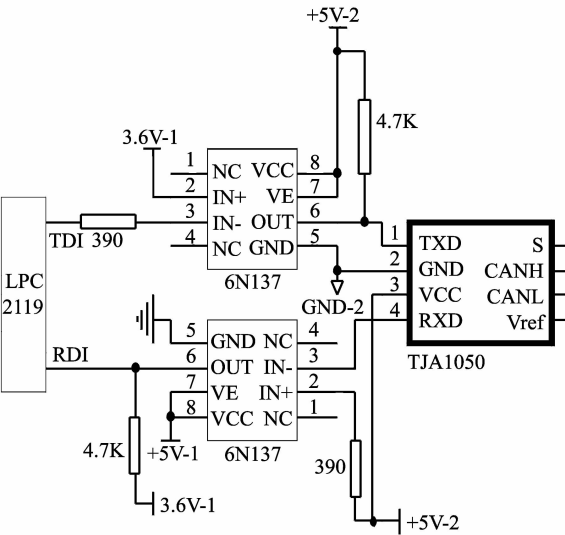 +5V-2
4.7K
3.6V-1
1 NC VCC 8
2 IN+ VE 7
3 IN- OUT 6
4 NC GND 5
6N137
TDI 390
LPC
2119
GND-2
1 TXD S
2 GND CANH
3 VCC CANL
4 RXD Vref
TJA1050
5 GND NC 4
6 OUT IN- 3
7 VE IN+ 2
8 VCC NC 1
6N137
RDI
4.7K
+5V-1
3.6V-1
390
+5V-2